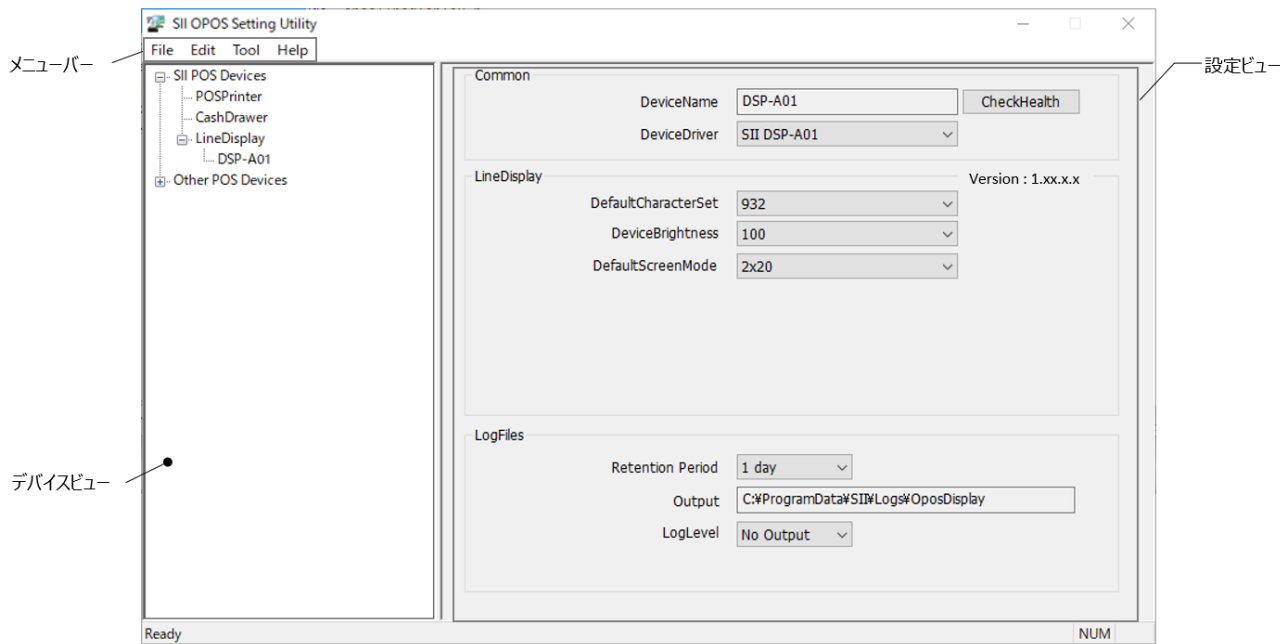 SII OPOS Setting Utility
File Edit Tool Help
メニューバー
設定ビュー
SII POS Devices
POSPrinter
CashDrawer
LineDisplay
DSP-A01
Other POS Devices
デバイスビュー
Common
DeviceName DSP-A01 CheckHealth
DeviceDriver SII DSP-A01
LineDisplay Version : 1.xx.x.x
DefaultCharacterSet 932
DeviceBrightness 100
DefaultScreenMode 2x20
LogFiles
Retention Period 1 day
Output C:¥ProgramData¥SII¥Logs¥OposDisplay
LogLevel No Output
Ready NUM